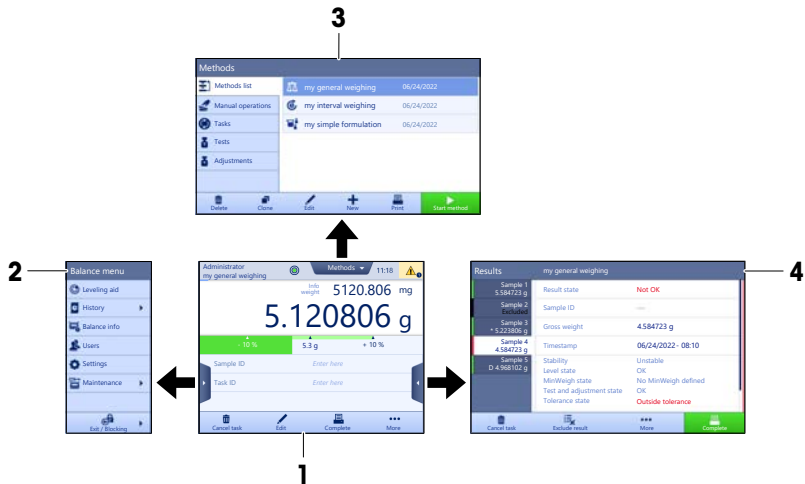 3
Methods
Methods list
Manual operations
Tasks
Tests
Adjustments
my general weighing 06/24/2022
my interval weighing 06/24/2022
my simple formulation 06/24/2022
Delete Clone Edit New Print Start method
2
Balance menu
Leveling aid
History
Balance info
Users
Settings
Maintenance
Exit / Blocking
Administrator
my general weighing
Methods 11:18
Info
weight 5120.806 mg
5.120806 g
- 10 % 5.3 g + 10 %
Sample ID Enter here
Task ID Enter here
Cancel task Edit Complete More
1
4
Results my general weighing
Sample 1
5.584723 g
Sample 2
Excluded
Sample 3
* 5.223806 g
Sample 4
4.584723 g
Sample 5
D 4.968102 g
Result state Not OK
Sample ID ---
Gross weight 4.584723 g
Timestamp 06/24/2022 - 08:10
Stability Unstable
Level state OK
MinWeigh state No MinWeigh defined
Test and adjustment state OK
Tolerance state Outside tolerance
Cancel task Exclude result More Complete